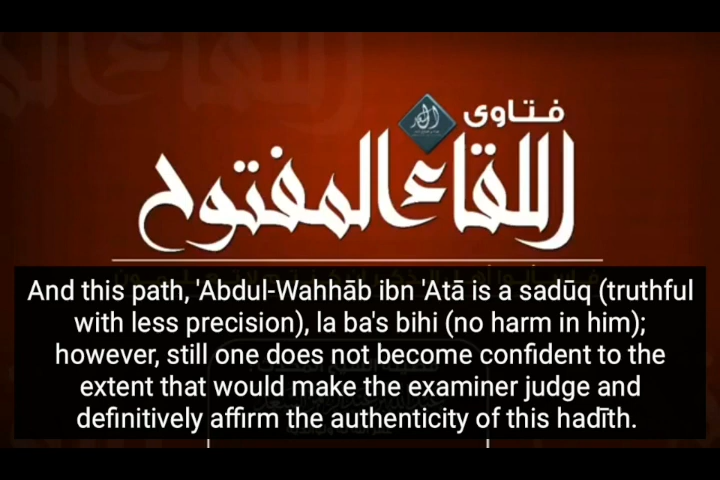 فتاوى
اللقاء المفتوح
And this path, 'Abdul-Wahhāb ibn 'Atā is a sadūq (truthful
with less precision), la ba's bihi (no harm in him);
however, still one does not become confident to the
extent that would make the examiner judge and
definitively affirm the authenticity of this hadīth.